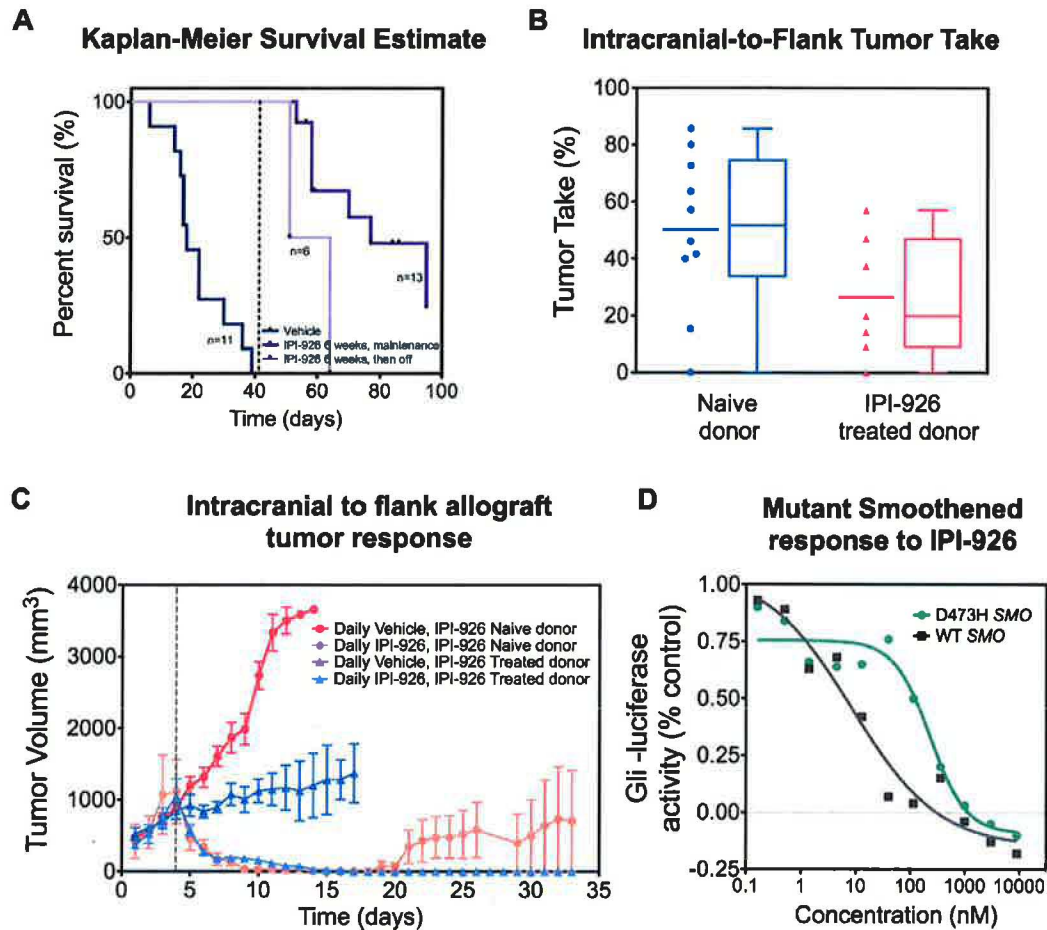 A
Kaplan-Meier Survival Estimate
Percent survival (%)
100
50
0
n=11
n=6
n=13
Vehicle
IPI-926 6 weeks, maintenance
IPI-926 6 weeks, then off
0 20 40 60 80 100
Time (days)
B
Intracranial-to-Flank Tumor Take
Tumor Take (%)
100
80
60
40
20
0
Naive
donor
IPI-926
treated donor
C
Intracranial to flank allograft
tumor response
Tumor Volume (mm³)
4000
3000
2000
1000
0
Daily Vehicle, IPI-926 Naive donor
Daily IPI-926, IPI-926 Naive donor
Daily Vehicle, IPI-926 Treated donor
Daily IPI-926, IPI-926 Treated donor
0 5 10 15 20 25 30 35
Time (days)
D
Mutant Smoothened
response to IPI-926
Gli -luciferase
activity (% control)
1.00
0.75
0.50
0.25
0.00
-0.25
D473H SMO
WT SMO
0.1 1 10 100 1000 10000
Concentration (nM)